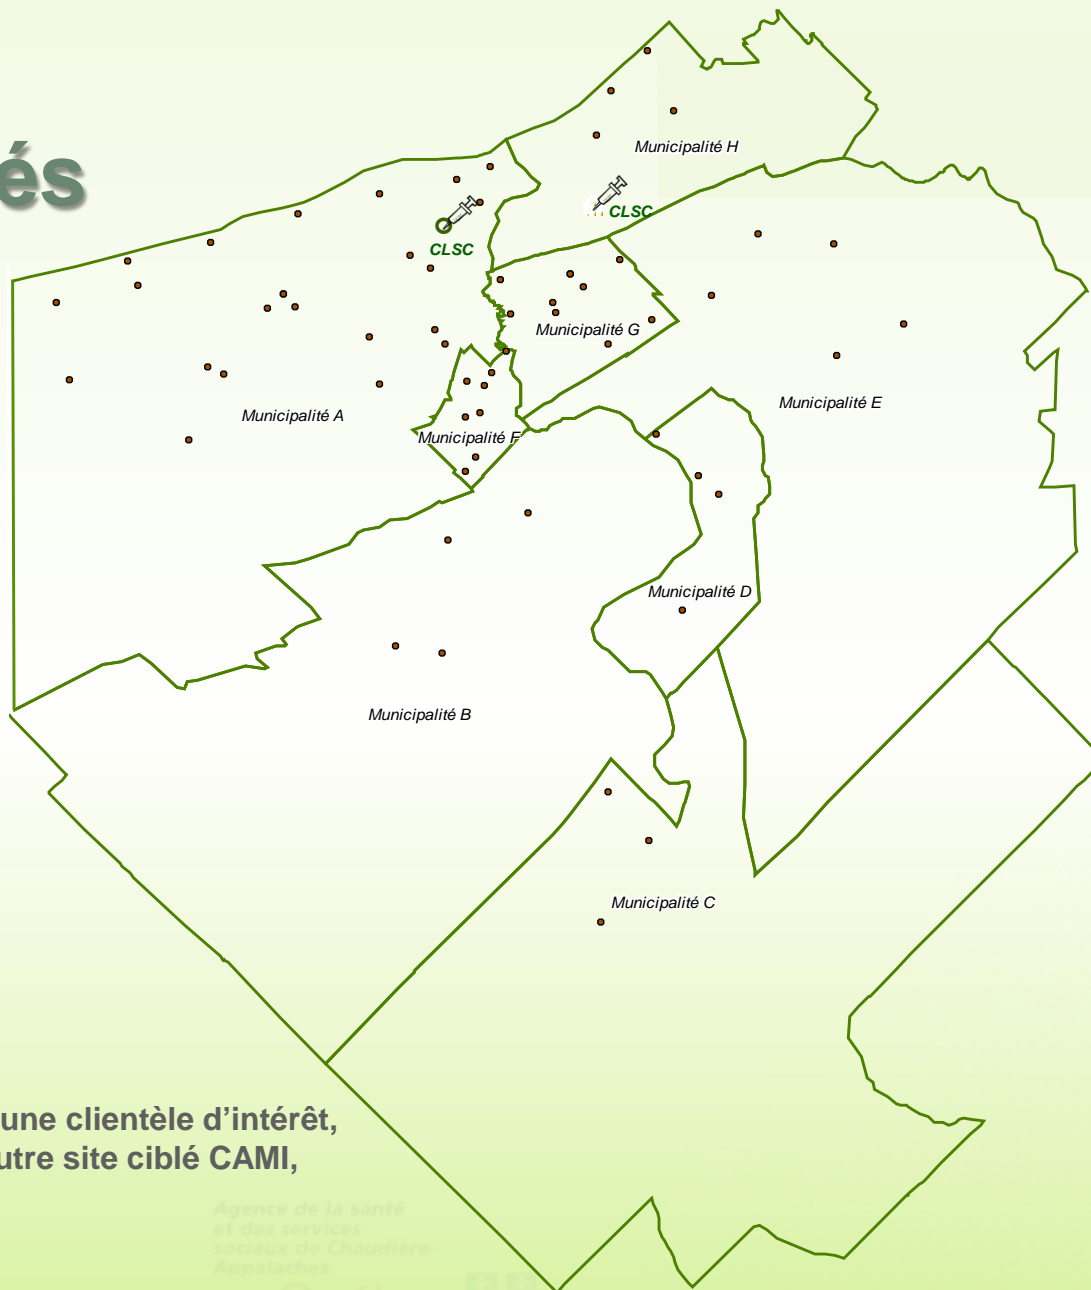 és
Municipalité H
CLSC
CLSC
Municipalité G
Municipalité E
Municipalité A
Municipalité F
Municipalité D
Municipalité B
Municipalité C
une clientèle d'intérêt,
utre site ciblé CAMI,
Agence de la santé
et des services
sociaux de Chaudière-
Appalaches